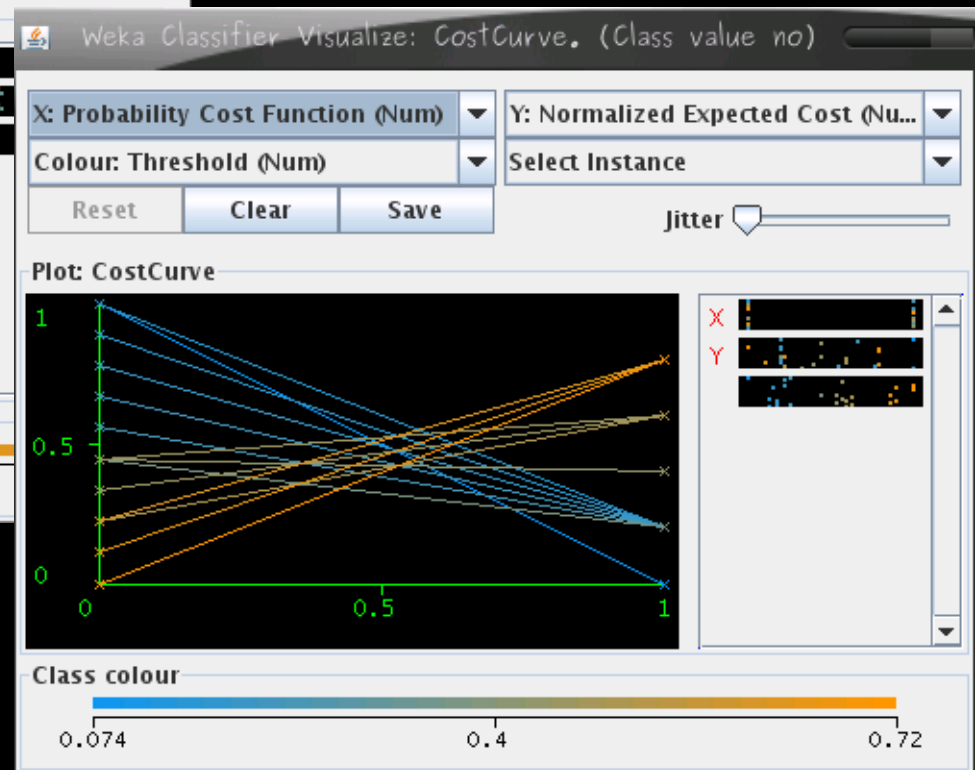 Weka Classifier Visualize: CostCurve. (Class value no)
X: Probability Cost Function (Num)
Y: Normalized Expected Cost (Nu...
Colour: Threshold (Num)
Select Instance
Reset
Clear
Save
Jitter
Plot: CostCurve
1
0.5
0
0
0.5
1
X
Y
Class colour
0.074
0.4
0.72